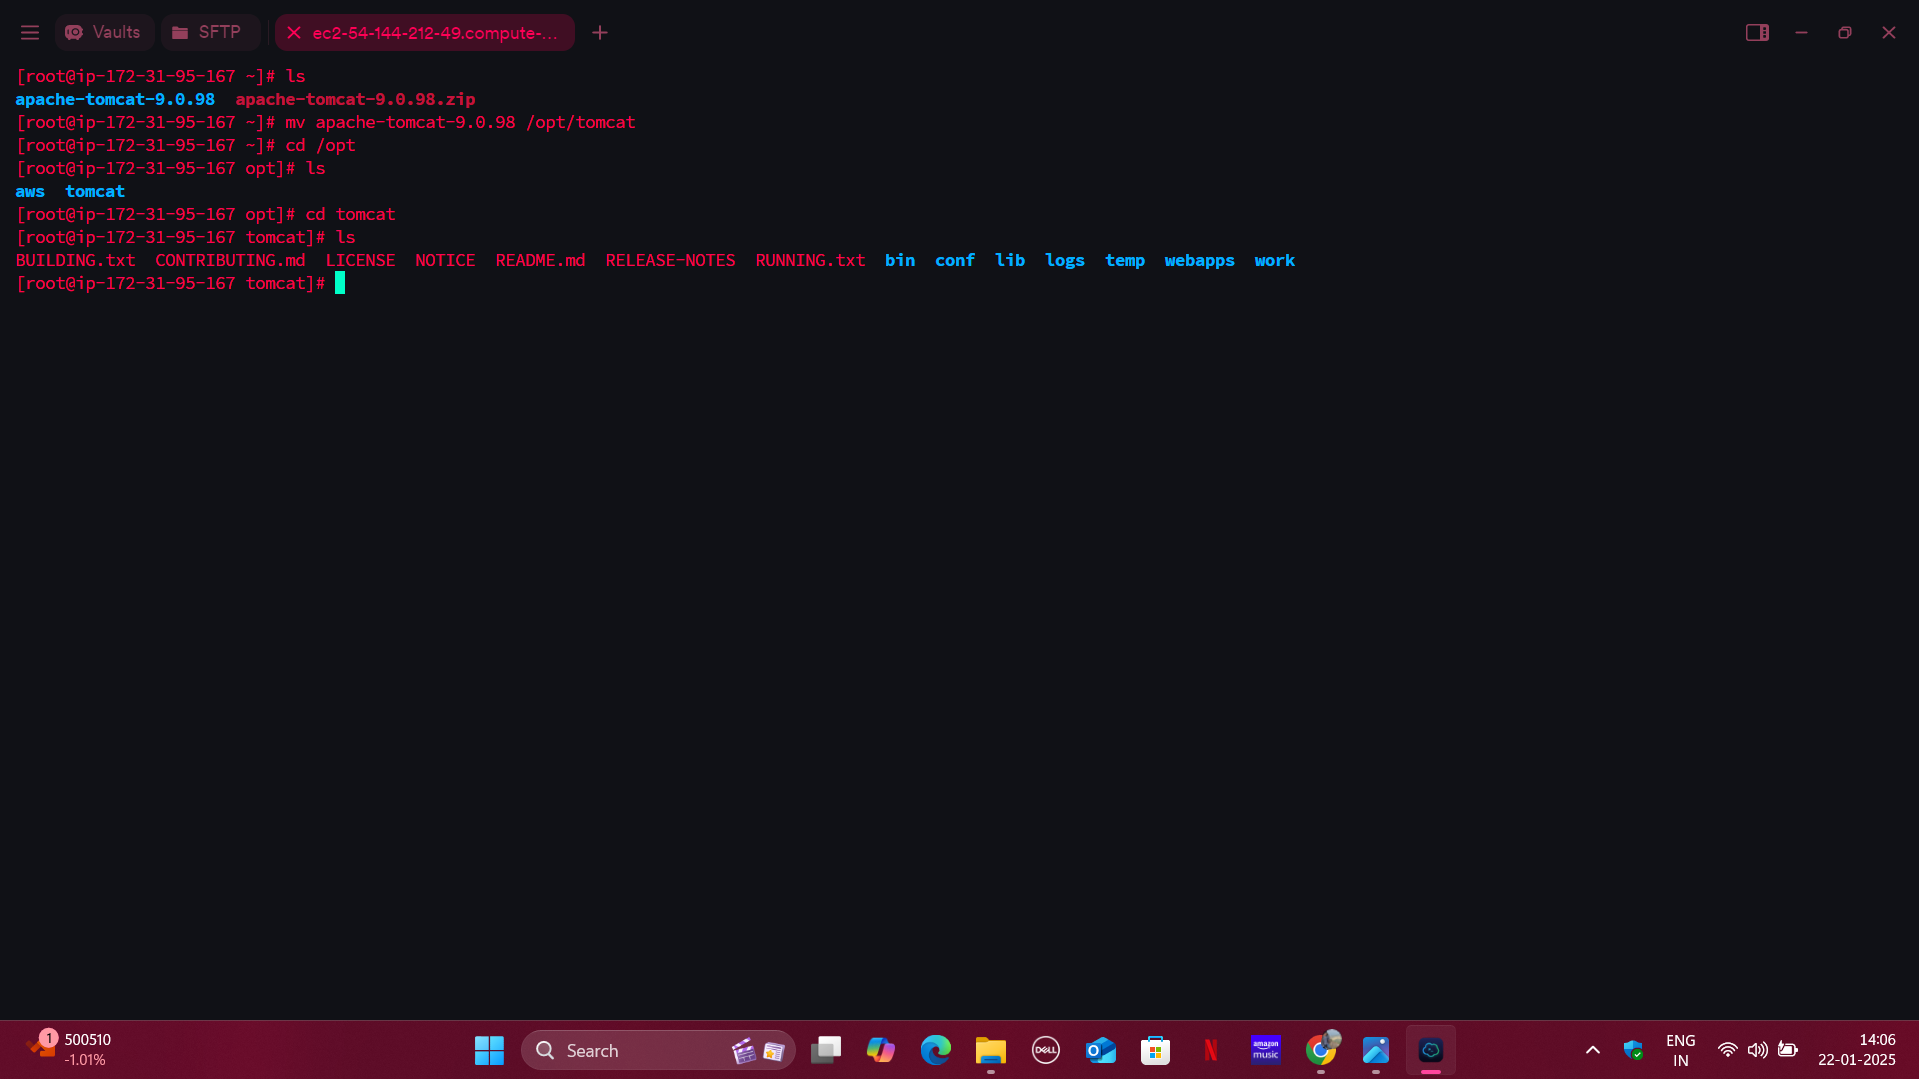 Vaults
SFTP
ec2-54-144-212-49.compute-...
[root@ip-172-31-95-167 ~]# ls
apache-tomcat-9.0.98  apache-tomcat-9.0.98.zip
[root@ip-172-31-95-167 ~]# mv apache-tomcat-9.0.98 /opt/tomcat
[root@ip-172-31-95-167 ~]# cd /opt
[root@ip-172-31-95-167 opt]# ls
aws  tomcat
[root@ip-172-31-95-167 opt]# cd tomcat
[root@ip-172-31-95-167 tomcat]# ls
BUILDING.txt  CONTRIBUTING.md  LICENSE  NOTICE  README.md  RELEASE-NOTES  RUNNING.txt  bin  conf  lib  logs  temp  webapps  work
[root@ip-172-31-95-167 tomcat]#
1
500510
-1.01%
Search
DELL
O
N
amazon music
ENG
IN
14:06
22-01-2025